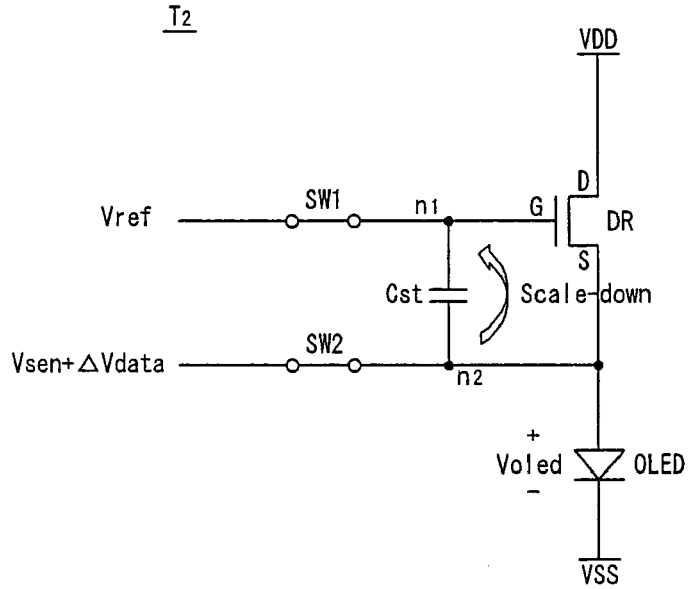 T2
VDD
D
SW1
n1
G
Vref
DR
S
Cst
Scale-down
SW2
Vsen+△Vdata
n2
+
Voled
OLED
-
VSS